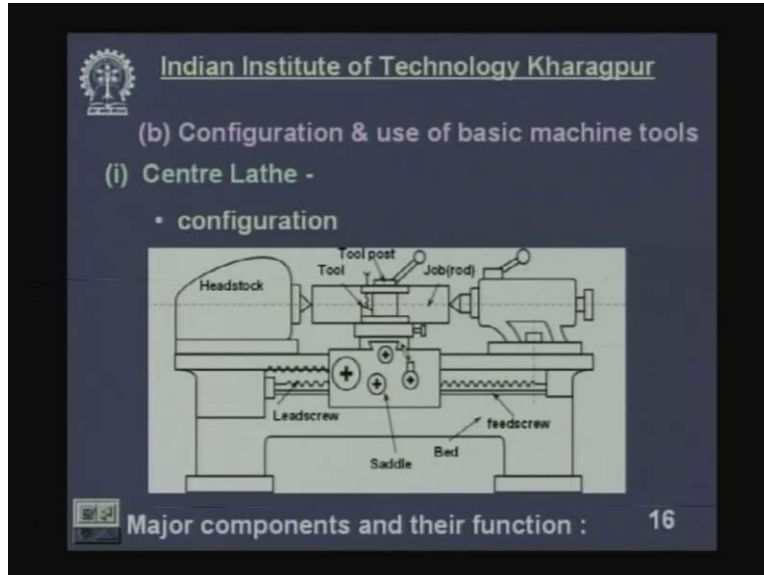 Indian Institute of Technology Kharagpur
(b) Configuration & use of basic machine tools
(i) Centre Lathe -
• configuration
Tool post
Tool
Job(rod)
Headstock
Leadscrew
feedscrew
Bed
Saddle
Major components and their function :
16